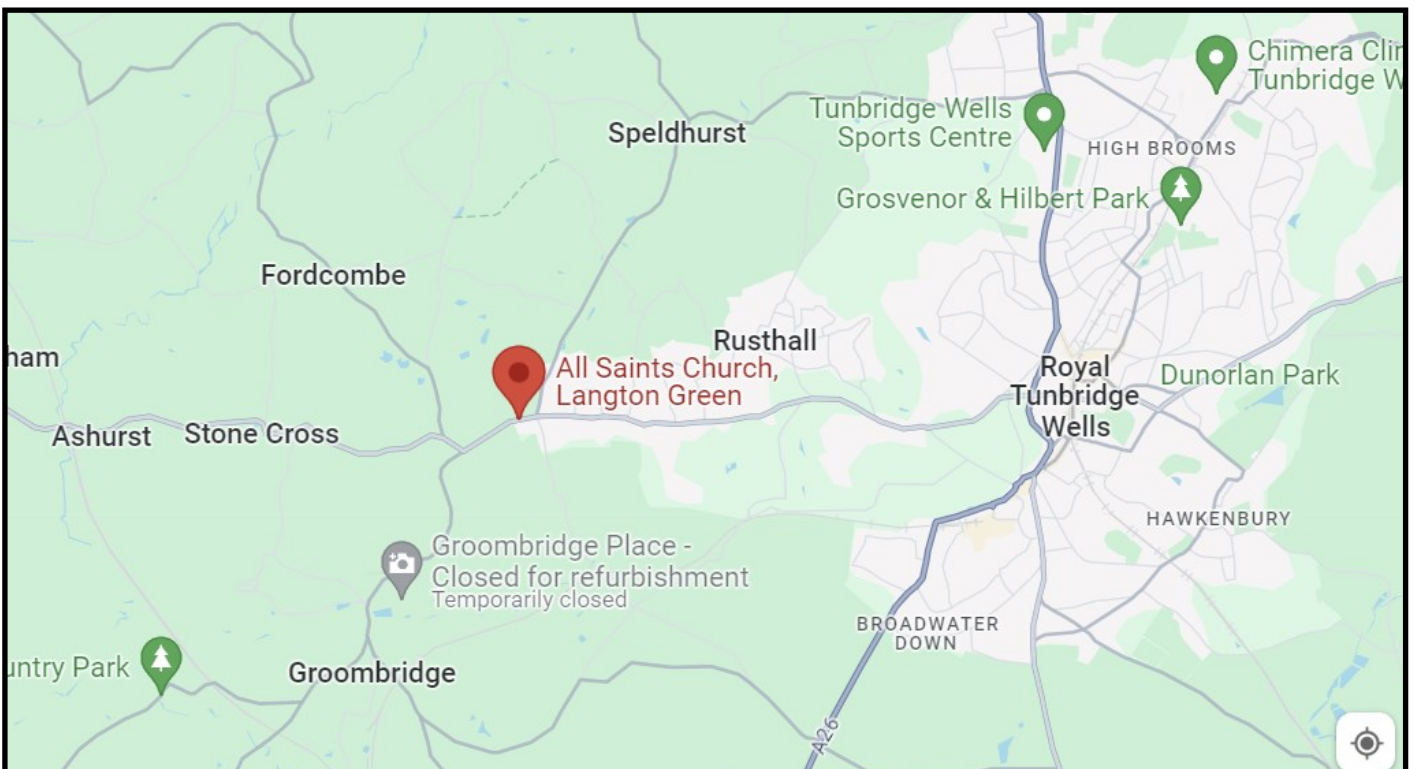 Chimera Clin
Tunbridge W
Tunbridge Wells
Sports Centre
Speldhurst
HIGH BROOMS
Grosvenor & Hilbert Park
Fordcombe
Rusthall
ham
All Saints Church,
Langton Green
Royal
Tunbridge
Wells
Dunorlan Park
Ashurst
Stone Cross
HAWKENBURY
Groombridge Place -
Closed for refurbishment
Temporarily closed
BROADWATER
DOWN
untry Park
Groombridge
A26